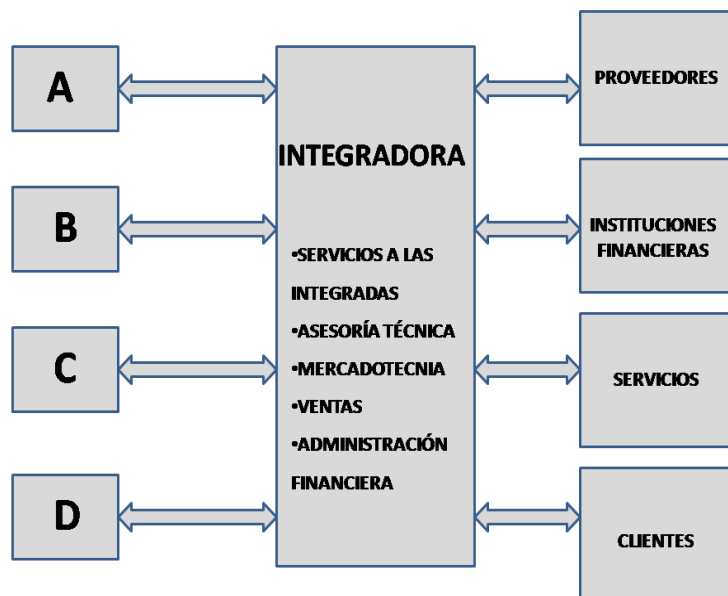 A
B
C
D
INTEGRADORA
•SERVICIOS A LAS
INTEGRADAS
•ASESORÍA TÉCNICA
•MERCADOTECNIA
•VENTAS
•ADMINISTRACIÓN
FINANCIERA
PROVEEDORES
INSTITUCIONES
FINANCIERAS
SERVICIOS
CLIENTES